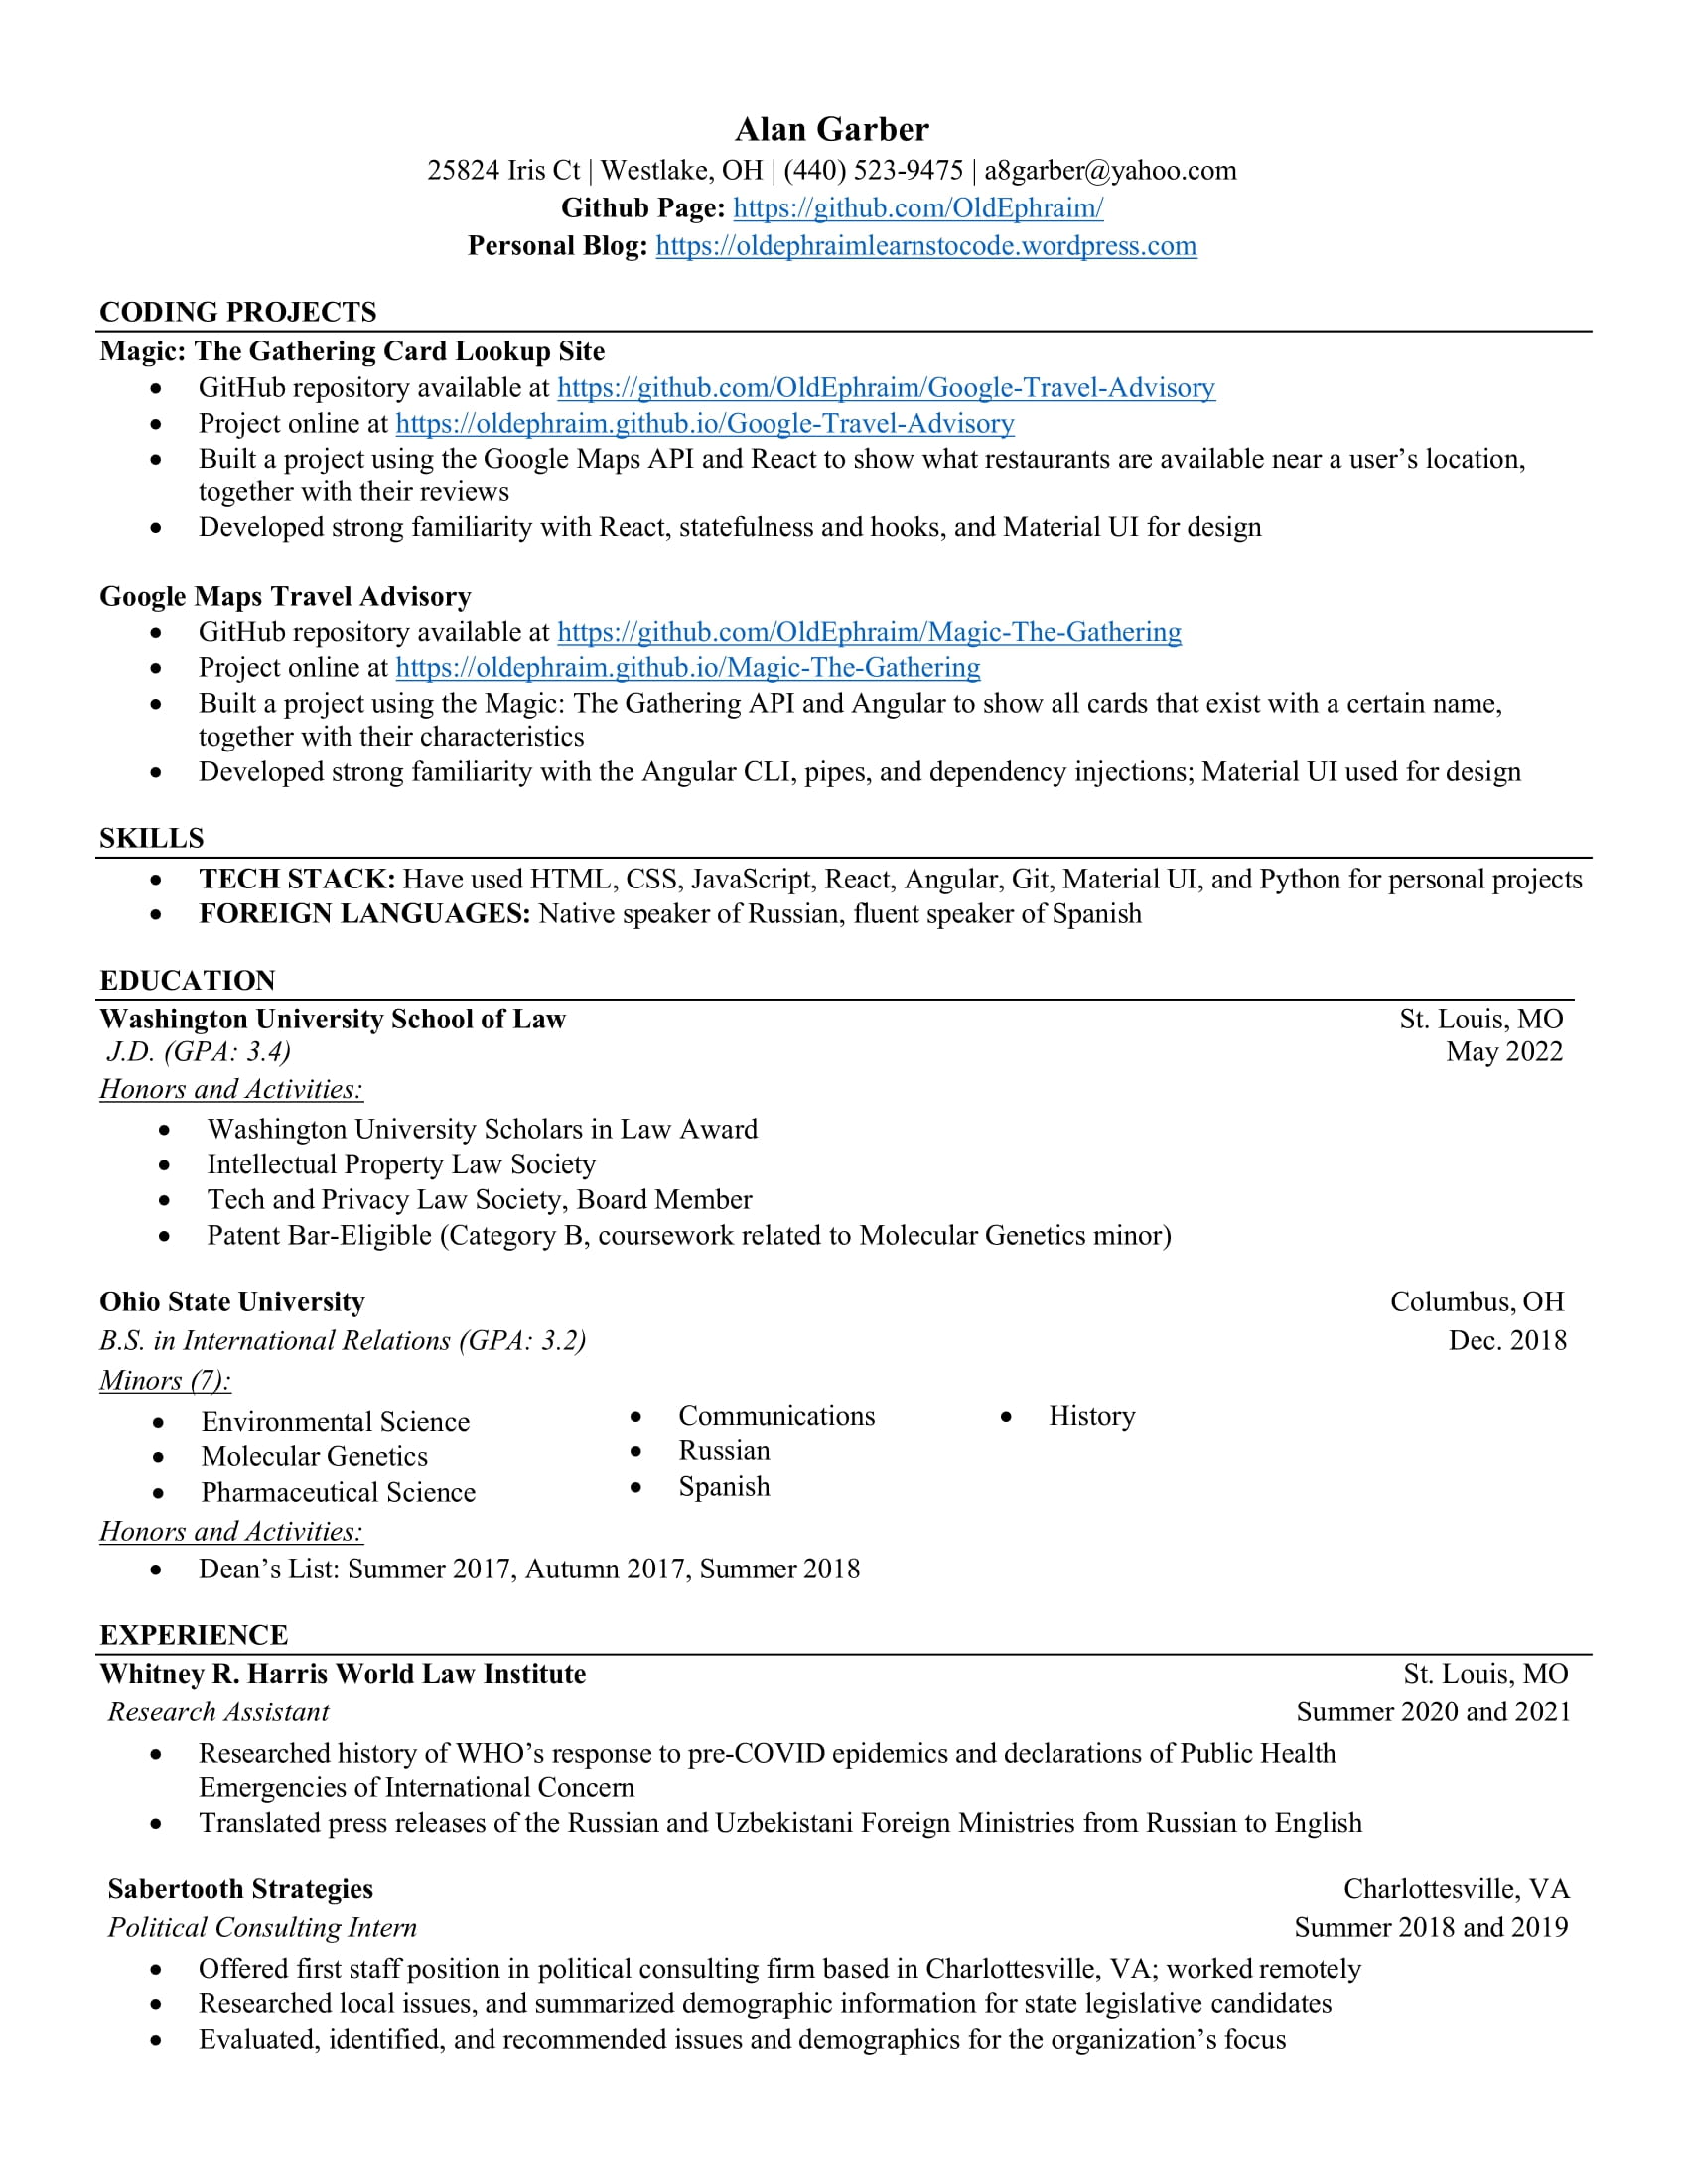 Alan Garber
25824 Iris Ct | Westlake, OH | (440) 523-9475 | a8garber@yahoo.com
Github Page: https://github.com/OldEphraim/
Personal Blog: https://oldephraimlearnstocode.wordpress.com
CODING PROJECTS
Magic: The Gathering Card Lookup Site
• GitHub repository available at https://github.com/OldEphraim/Google-Travel-Advisory
• Project online at https://oldephraim.github.io/Google-Travel-Advisory
• Built a project using the Google Maps API and React to show what restaurants are available near a user’s location,
together with their reviews
• Developed strong familiarity with React, statefulness and hooks, and Material UI for design
Google Maps Travel Advisory
• GitHub repository available at https://github.com/OldEphraim/Magic-The-Gathering
• Project online at https://oldephraim.github.io/Magic-The-Gathering
• Built a project using the Magic: The Gathering API and Angular to show all cards that exist with a certain name,
together with their characteristics
• Developed strong familiarity with the Angular CLI, pipes, and dependency injections; Material UI used for design
SKILLS
• TECH STACK: Have used HTML, CSS, JavaScript, React, Angular, Git, Material UI, and Python for personal projects
• FOREIGN LANGUAGES: Native speaker of Russian, fluent speaker of Spanish
EDUCATION
Washington University School of Law St. Louis, MO
J.D. (GPA: 3.4) May 2022
Honors and Activities:
• Washington University Scholars in Law Award
• Intellectual Property Law Society
• Tech and Privacy Law Society, Board Member
• Patent Bar-Eligible (Category B, coursework related to Molecular Genetics minor)
Ohio State University Columbus, OH
B.S. in International Relations (GPA: 3.2) Dec. 2018
Minors (7):
• Environmental Science
• Molecular Genetics
• Pharmaceutical Science
• Communications
• Russian
• Spanish
• History
Honors and Activities:
• Dean’s List: Summer 2017, Autumn 2017, Summer 2018
EXPERIENCE
Whitney R. Harris World Law Institute St. Louis, MO
Research Assistant Summer 2020 and 2021
• Researched history of WHO’s response to pre-COVID epidemics and declarations of Public Health
Emergencies of International Concern
• Translated press releases of the Russian and Uzbekistani Foreign Ministries from Russian to English
Sabertooth Strategies Charlottesville, VA
Political Consulting Intern Summer 2018 and 2019
• Offered first staff position in political consulting firm based in Charlottesville, VA; worked remotely
• Researched local issues, and summarized demographic information for state legislative candidates
• Evaluated, identified, and recommended issues and demographics for the organization’s focus